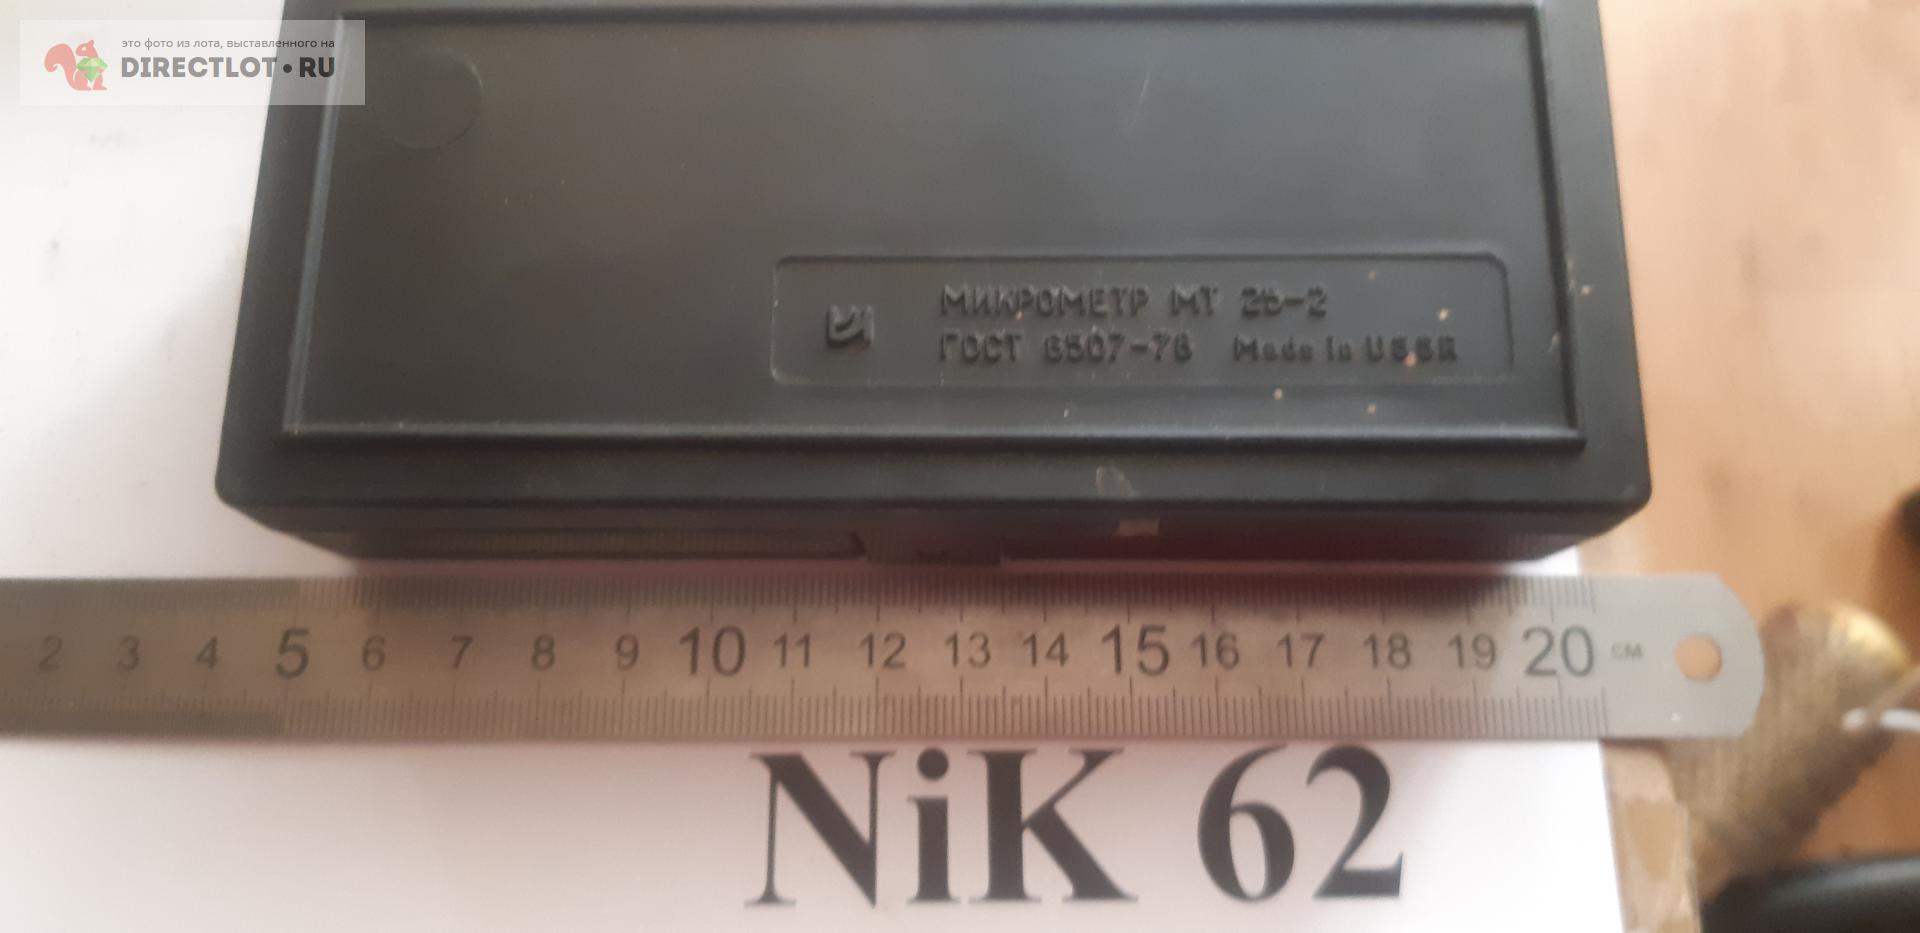 это фото из лота, выставленного на
DIRECTLOT.RU
МИКРОМЕТР МТ 25-2
ГОСТ 6507-78 Made in USSR
2 3 4 5 6 7 8 9 10 11 12 13 14 15 16 17 18 19 20 СМ
NiK 62